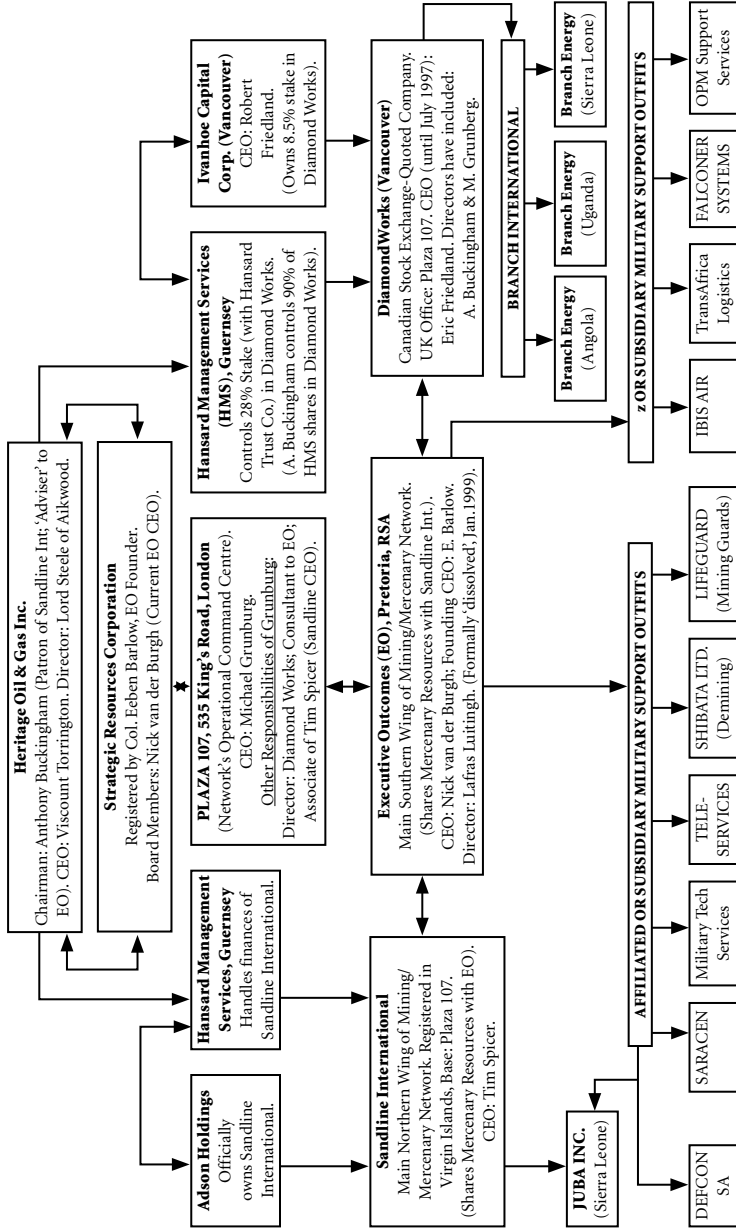 Heritage Oil & Gas Inc.
Chairman: Anthony Buckingham (Patron of Sandline Int; ‘Adviser’ to
EO). CEO: Viscount Torrington. Director: Lord Steele of Aikwood.
Strategic Resources Corporation
Registered by Col. Eeben Barlow, EO Founder.
Board Members: Nick van der Burgh (Current EO CEO).
Adson Holdings
Officially
owns Sandline
International.
Hansard Management
Services, Guernsey
Handles finances of
Sandline International.
PLAZA 107, 535 King’s Road, London
(Network’s Operational Command Centre).
CEO: Michael Grunburg.
Other Responsibilities of Grunburg:
Director: Diamond Works; Consultant to EO;
Associate of Tim Spicer (Sandline CEO).
Hansard Management Services
(HMS), Guernsey
Controls 28% Stake (with Hansard
Trust Co.) in Diamond Works.
(A. Buckingham controls 90% of
HMS shares in Diamond Works).
Ivanhoe Capital
Corp. (Vancouver)
CEO: Robert
Friedland.
(Owns 8.5% stake in
Diamond Works).
Sandline International
Main Northern Wing of Mining/
Mercenary Network. Registered in
Virgin Islands, Base: Plaza 107.
(Shares Mercenary Resources with EO).
CEO: Tim Spicer.
Executive Outcomes (EO), Pretoria, RSA
Main Southern Wing of Mining/Mercenary Network.
(Shares Mercenary Resources with Sandline Int.).
CEO: Nick van der Burgh; Founding CEO: E. Barlow.
Director: Lafras Luitingh. (Formally ‘dissolved’, Jan.1999).
DiamondWorks (Vancouver)
Canadian Stock Exchange-Quoted Company.
UK Office: Plaza 107. CEO (until July 1997):
Eric Friedland. Directors have included:
A. Buckingham & M. Grunberg.
BRANCH INTERNATIONAL
Branch Energy
(Angola)
Branch Energy
(Uganda)
Branch Energy
(Sierra Leone)
JUBA INC.
(Sierra Leone)
AFFILIATED OR SUBSIDIARY MILITARY SUPPORT OUTFITS
z OR SUBSIDIARY MILITARY SUPPORT OUTFITS
DEFCON
SA
SARACEN
Military Tech
Services
TELE-
SERVICES
SHIBATA LTD.
(Demining)
LIFEGUARD
(Mining Guards)
IBIS AIR
TransAfrica
Logistics
FALCONER
SYSTEMS
OPM Support
Services